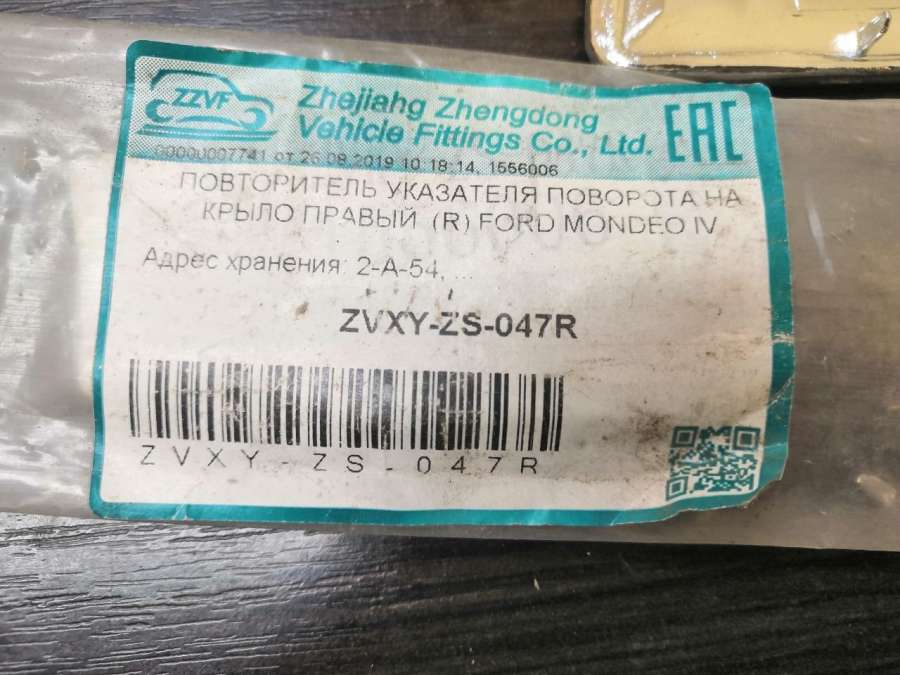 ZZVF
Zhejiahg Zhengdong
Vehicle Fittings Co., Ltd.
EAC
00000007741 от 26.08.2019 10:18:14, 1556006
ПОВТОРИТЕЛЬ УКАЗАТЕЛЯ ПОВОРОТА НА
КРЫЛО ПРАВЫЙ (R) FORD MONDEO IV
Адрес хранения: 2-A-54, ...
ZVXY-ZS-047R
ZVXY-ZS-047R